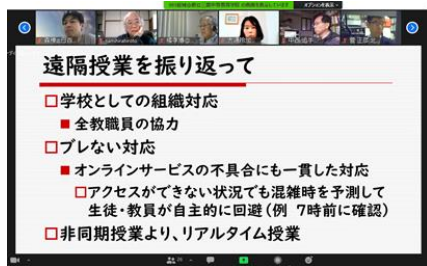 遠隔授業を振り返って
□学校としての組織対応
■全教職員の協力
□ブレない対応
■オンラインサービスの不具合にも一貫した対応
□アクセスができない状況でも混雑時を予測して
生徒・教員が自主的に回避(例 7時前に確認)
□非同期授業より、リアルタイム授業